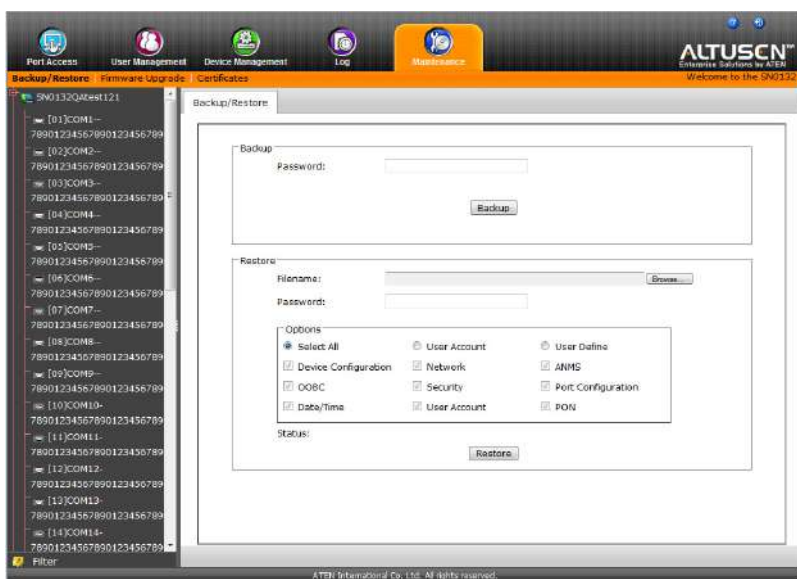 Port Access User Management Device Management Log Maintenance
ALTUSCN™
Enterprise Solutions by ATEN
Backup/Restore Firmware Upgrade Certificates
Welcome to the SN0132
SN0132QAtest121
[01]COM1--
78901234567890123456789
[02]COM2--
78901234567890123456789
[03]COM3--
78901234567890123456789
[04]COM4--
78901234567890123456789
[05]COM5--
78901234567890123456789
[06]COM6--
78901234567890123456789
[07]COM7--
78901234567890123456789
[08]COM8--
78901234567890123456789
[09]COM9--
78901234567890123456789
[10]COM10-
78901234567890123456789
[11]COM11-
78901234567890123456789
[12]COM12-
78901234567890123456789
[13]COM13-
78901234567890123456789
[14]COM14-
78901234567890123456789
Filter
Backup/Restore
Backup
Password:
Backup
Restore
Filename: Browse...
Password:
Options
Select All User Account User Define
Device Configuration Network ANMS
OOBC Security Port Configuration
Date/Time User Account PON
Status:
Restore
ATEN International Co. Ltd. All rights reserved.